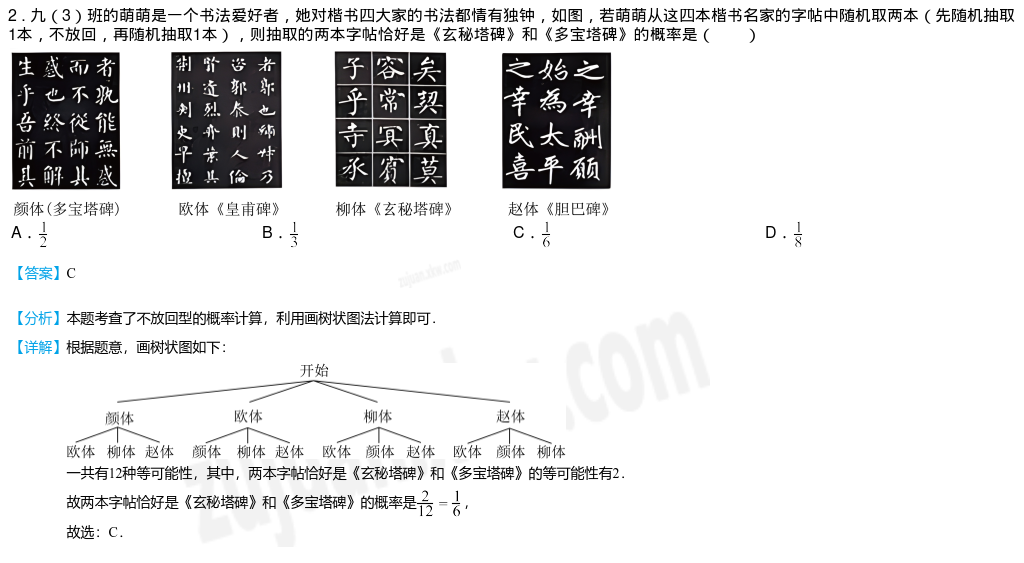 2．九（3）班的萌萌是一个书法爱好者，她对楷书四大家的书法都情有独钟，如图，若萌萌从这四本楷书名家的字帖中随机取两本（先随机抽取
1本，不放回，再随机抽取1本），则抽取的两本字帖恰好是《玄秘塔碑》和《多宝塔碑》的概率是（　　）
生 惑 而 者
乎 也 不 孰
吾 终 从 能
前 不 師 無
具 解 其 惑
子 容 矣
乎 常 契
寺 冥 真
丞 賓 莫
之 始 之
幸 為 幸
民 太 酬
喜 平 願
颜体(多宝塔碑) 欧体《皇甫碑》 柳体《玄秘塔碑》 赵体《胆巴碑》
A．1/2 B．1/3 C．1/6 D．1/8
【答案】C
zujuan.xkw.com
【分析】本题考查了不放回型的概率计算，利用画树状图法计算即可．
【详解】根据题意，画树状图如下：
开始
颜体 欧体 柳体 赵体
欧体 柳体 赵体 颜体 柳体 赵体 欧体 颜体 赵体 欧体 颜体 柳体
一共有12种等可能性，其中，两本字帖恰好是《玄秘塔碑》和《多宝塔碑》的等可能性有2．
故两本字帖恰好是《玄秘塔碑》和《多宝塔碑》的概率是2/12=1/6，
故选：C．